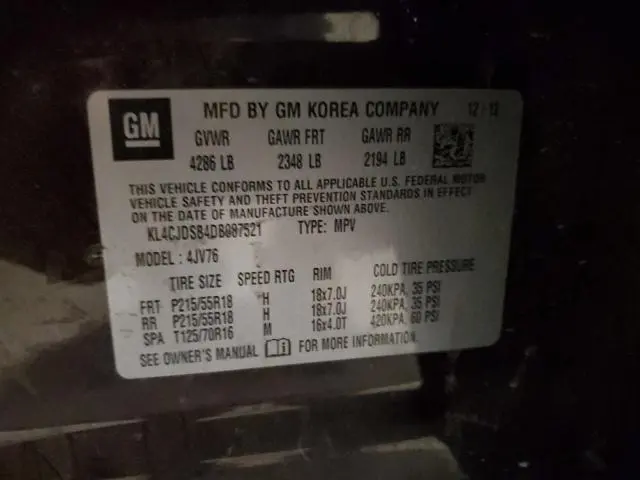 GM
MFD BY GM KOREA COMPANY
GVWR GAWR FRT GAWR RR
4286 LB 2348 LB 2194 LB
THIS VEHICLE CONFORMS TO ALL APPLICABLE U.S. FEDERAL MOTOR
VEHICLE SAFETY AND THEFT PREVENTION STANDARDS IN EFFECT
ON THE DATE OF MANUFACTURE SHOWN ABOVE.
KL4CJDSB4DB087521 TYPE: MPV
MODEL: 4JV76
TIRE SIZE SPEED RTG RIM COLD TIRE PRESSURE
FRT P215/55R18 H 18x7.0J 240KPA, 35 PSI
RR P215/55R18 H 18x7.0J 240KPA, 35 PSI
SPA T125/70R16 M 16x4.0T 420KPA, 60 PSI
SEE OWNER'S MANUAL FOR MORE INFORMATION.